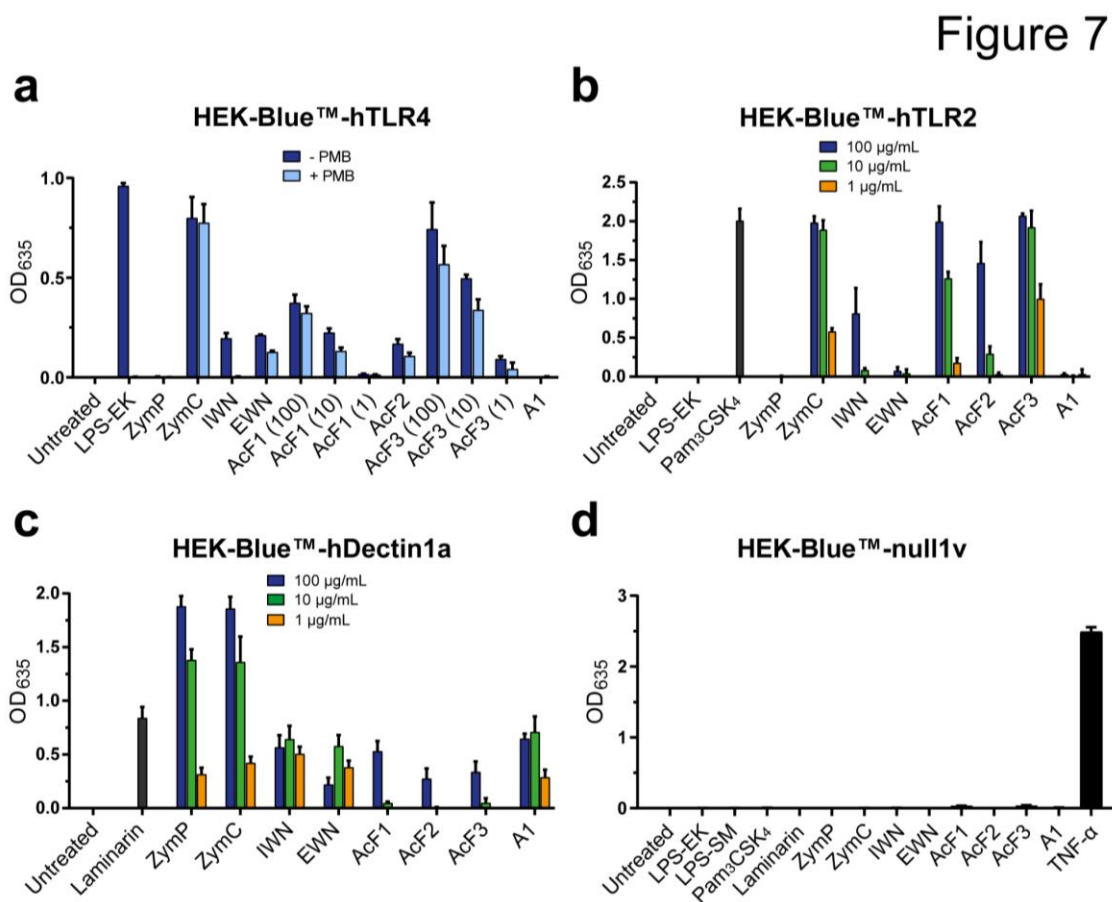 Figure 7
a
HEK-Blue™-hTLR4
- PMB
+ PMB
OD635
1.0
0.5
0.0
Untreated
LPS-EK
ZymP
ZymC
IWN
EWN
AcF1 (100)
AcF1 (10)
AcF1 (1)
AcF2
AcF3 (100)
AcF3 (10)
AcF3 (1)
A1
b
HEK-Blue™-hTLR2
100 µg/mL
10 µg/mL
1 µg/mL
OD635
2.5
2.0
1.5
1.0
0.5
0.0
Untreated
LPS-EK
Pam3CSK4
ZymP
ZymC
IWN
EWN
AcF1
AcF2
AcF3
A1
c
HEK-Blue™-hDectin1a
100 µg/mL
10 µg/mL
1 µg/mL
OD635
2.0
1.5
1.0
0.5
0.0
Untreated
Laminarin
ZymP
ZymC
IWN
EWN
AcF1
AcF2
AcF3
A1
d
HEK-Blue™-null1v
OD635
3
2
1
0
Untreated
LPS-EK
LPS-SM
Pam3CSK4
Laminarin
ZymP
ZymC
IWN
EWN
AcF1
AcF2
AcF3
A1
TNF-α